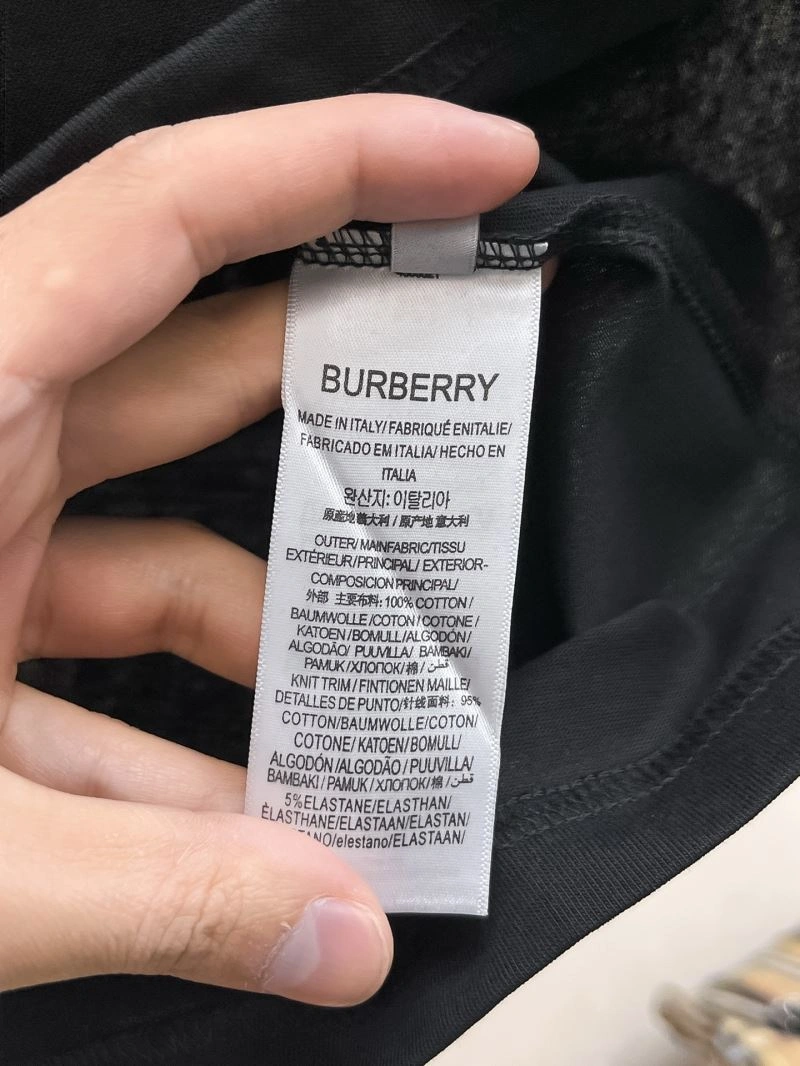 BURBERRY
MADE IN ITALY/ FABRIQUÉ ENITALIE/
FABRICADO EM ITALIA/ HECHO EN
ITALIA
완산지: 이탈리아
原產地意大利 / 原产地 意大利
OUTER/ MAINFABRIC/TISSU
EXTÉRIEUR/PRINCIPAL/ EXTERIOR-
COMPOSICION PRINCIPAL/
外部 主要布料: 100% COTTON /
BAUMWOLLE /COTON / COTONE /
KATOEN / BOMULL/ALGODÓN /
ALGODÃO/ PUUVILLA/ BAMBAKI/
PAMUK / ХЛОПОК/ 棉 / قطن /
KNIT TRIM / FINTIONEN MAILLE/
DETALLES DE PUNTO/针线面料: 95%
COTTON/BAUMWOLLE/COTON/
COTONE/ KATOEN/ BOMULL/
ALGODÓN /ALGODÃO / PUUVILLA/
BAMBAKI / PAMUK / ХЛОПОК/ 棉 / قطن /
5% ELASTANE/ELASTHAN/
ÈLASTHANE/ELASTAAN/ELASTAN/
TANO/elestano/ELASTAAN/